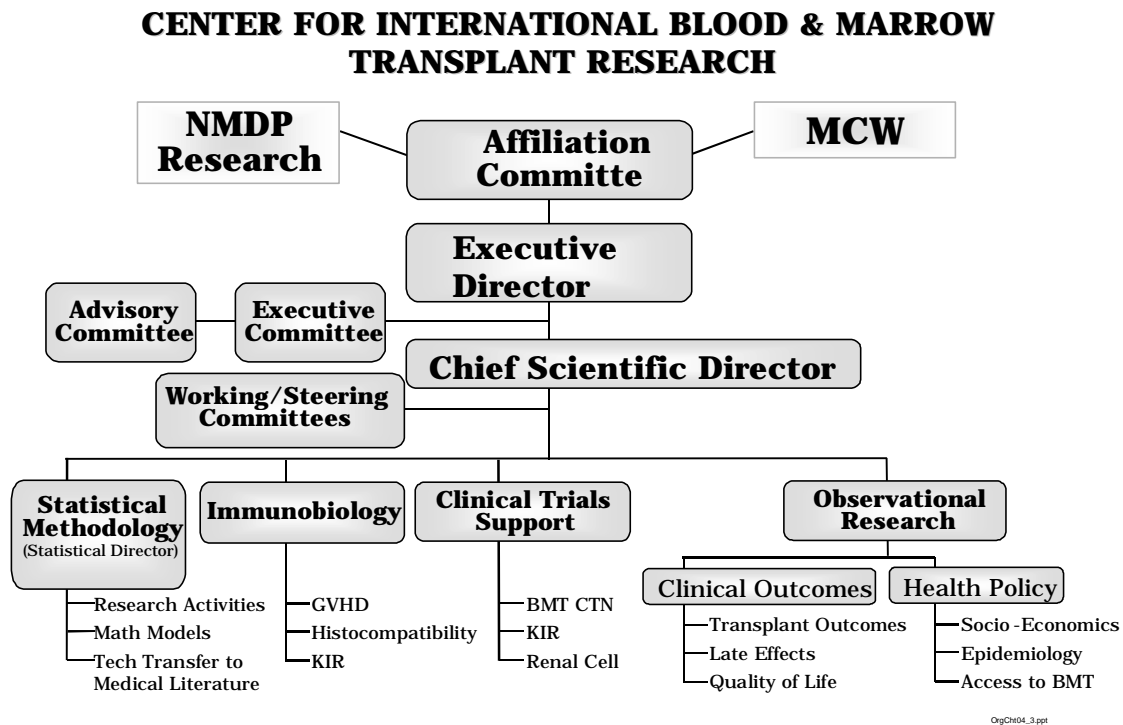 CENTER FOR INTERNATIONAL BLOOD & MARROW
TRANSPLANT RESEARCH
NMDP
Research
Affiliation
Committe
MCW
Executive
Director
Advisory
Committee
Executive
Committee
Chief Scientific Director
Working/Steering
Committees
Statistical
Methodology
(Statistical Director)
Research Activities
Math Models
Tech Transfer to
Medical Literature
Immunobiology
GVHD
Histocompatibility
KIR
Clinical Trials
Support
BMT CTN
KIR
Renal Cell
Observational
Research
Clinical Outcomes
Transplant Outcomes
Late Effects
Quality of Life
Health Policy
Socio-Economics
Epidemiology
Access to BMT
OrgCht04_3.ppt